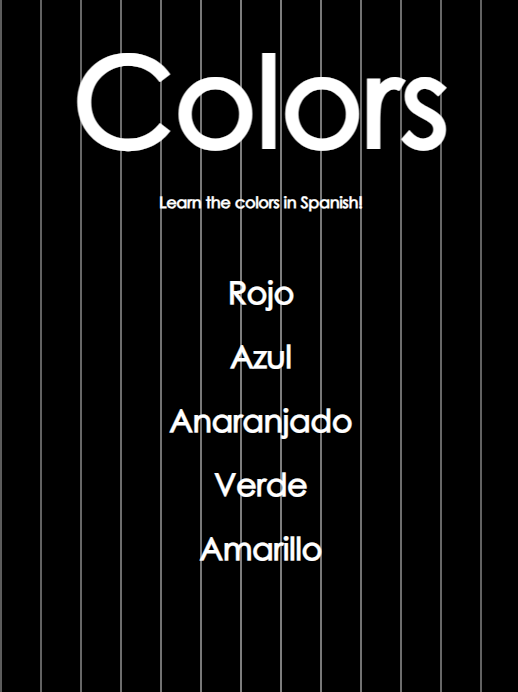 Colors
Learn the colors in Spanish!
Rojo
Azul
Anaranjado
Verde
Amarillo